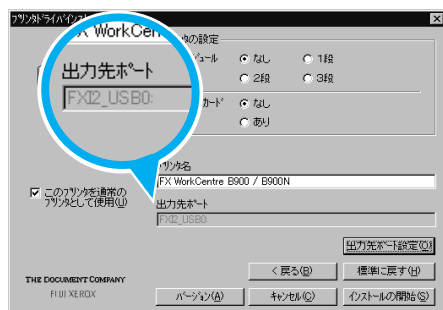 プリンタドライバインスト
X WorkCen
出力先ポート
FXI2_USB0:
タの設定
ュール なし 1段
2段 3段
カード なし
あり
プリンタ名
FX WorkCentre B900 / B900N
このプリンタを通常の
プリンタとして使用(U)
出力先ポート
FXI2_USB0:
出力先ポート設定(O)
< 戻る(B) 標準に戻す(H)
THE DOCUMENT COMPANY
FUJI XEROX
バージョン(A) キャンセル(C) インストールの開始(S)